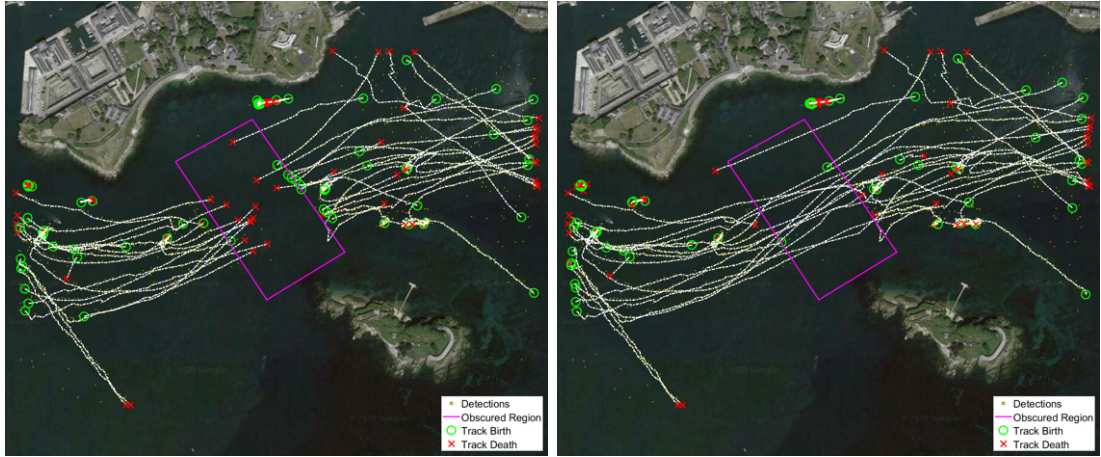 Detections
Obscured Region
Track Birth
Track Death
Detections
Obscured Region
Track Birth
Track Death